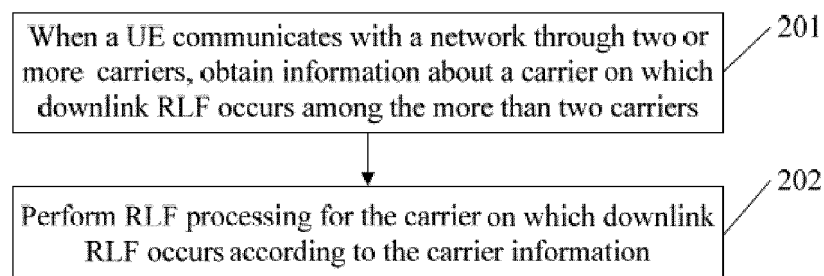 When a UE communicates with a network through two or
more carriers, obtain information about a carrier on which
downlink RLF occurs among the more than two carriers
201
Perform RLF processing for the carrier on which downlink
RLF occurs according to the carrier information
202